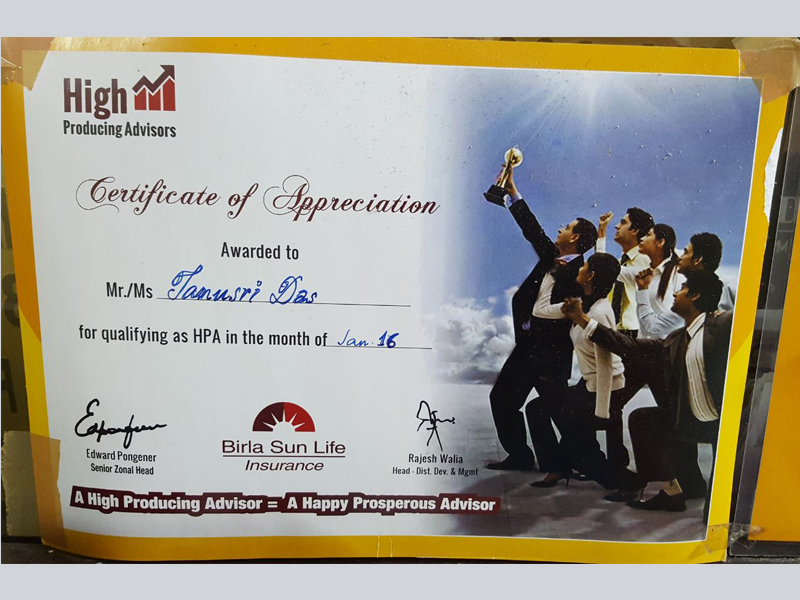 High
Producing Advisors
Certificate of Appreciation
Awarded to
Mr./Ms Tanusri Das
for qualifying as HPA in the month of Jan. 16
Edward Pongener
Senior Zonal Head
Birla Sun Life
Insurance
Rajesh Walia
Head - Dist. Dev. & Mgmt
A High Producing Advisor = A Happy Prosperous Advisor